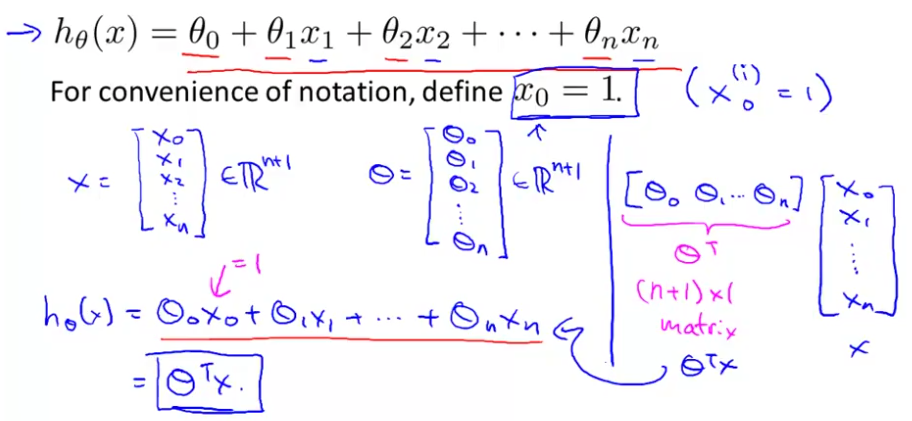 → hθ(x) = θ₀ + θ₁x₁ + θ₂x₂ + ⋯ + θₙxₙ
For convenience of notation, define x₀ = 1. (x₀⁽ⁱ⁾ = 1)
x = [x₀ x₁ x₂ ⋮ xₙ] ∈ ℝⁿ⁺¹ θ = [θ₀ θ₁ θ₂ ⋮ θₙ] ∈ ℝⁿ⁺¹
[θ₀ θ₁ ⋯ θₙ] [x₀ x₁ ⋮ xₙ]
θᵀ
(n+1) × 1
matrix
x
θᵀx
= 1
hθ(x) = θ₀x₀ + θ₁x₁ + ⋯ + θₙxₙ
= θᵀx.